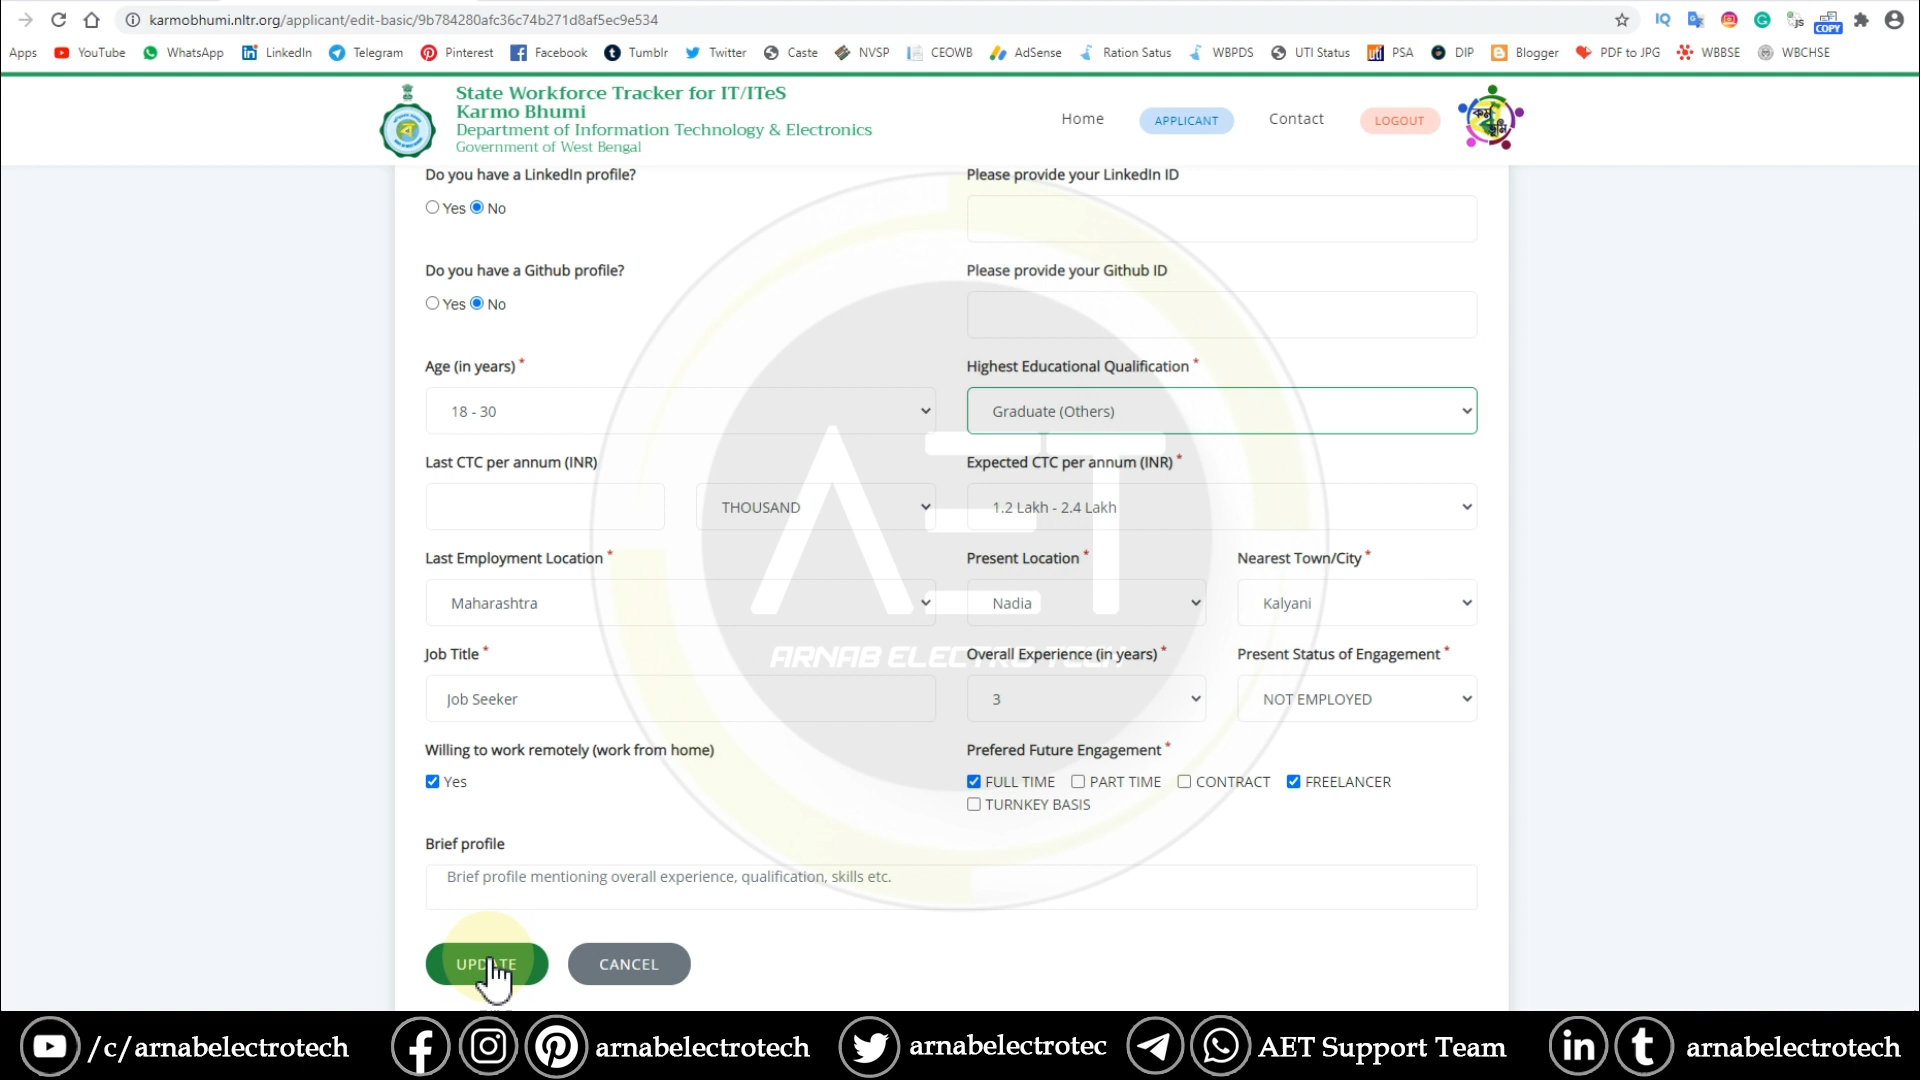 karmobhumi.nltr.org/applicant/edit-basic/9b784280afc36c74b271d8af5ec9e534
IQ
COPY
Apps YouTube WhatsApp LinkedIn Telegram Pinterest Facebook Tumblr Twitter Caste NVSP CEOWB AdSense Ration Satus WBPDS UTI Status PSA DIP Blogger PDF to JPG WBBSE WBCHSE
State Workforce Tracker for IT/ITeS
Karmo Bhumi
Department of Information Technology & Electronics
Government of West Bengal
Home APPLICANT Contact LOGOUT
কর্ম ভূমি
Do you have a LinkedIn profile? Please provide your LinkedIn ID
Yes No
Do you have a Github profile? Please provide your Github ID
Yes No
Age (in years) * Highest Educational Qualification *
18 - 30 Graduate (Others)
Last CTC per annum (INR) Expected CTC per annum (INR) *
THOUSAND 1.2 Lakh - 2.4 Lakh
Last Employment Location * Present Location * Nearest Town/City *
Maharashtra Nadia Kalyani
AET
ARNAB ELECTRO TECH
Job Title * Overall Experience (in years) * Present Status of Engagement *
Job Seeker 3 NOT EMPLOYED
Willing to work remotely (work from home) Prefered Future Engagement *
Yes FULL TIME PART TIME CONTRACT FREELANCER
TURNKEY BASIS
Brief profile
Brief profile mentioning overall experience, qualification, skills etc.
UPDATE CANCEL
/c/arnabelectrotech arnabelectrotech arnabelectrotec AET Support Team arnabelectrotech